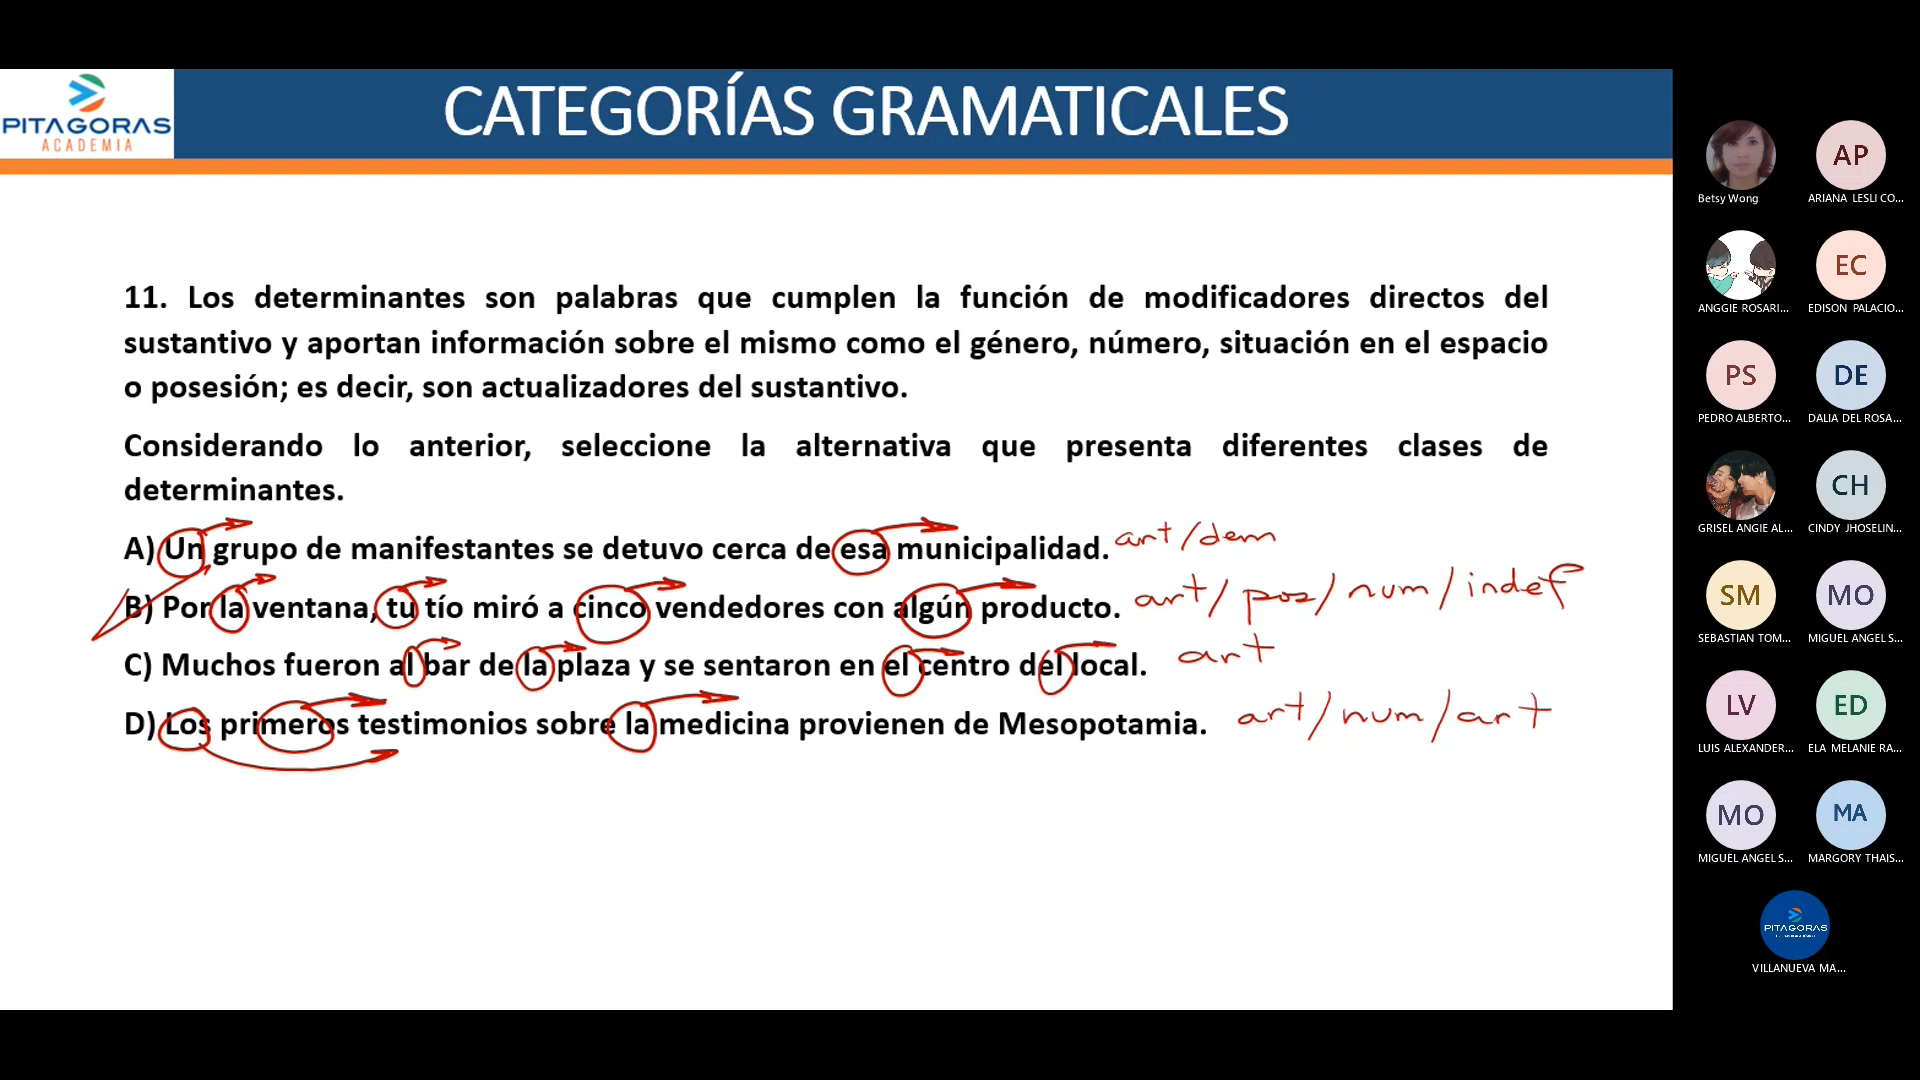 PITAGORAS
ACADEMIA
CATEGORÍAS GRAMATICALES
11. Los determinantes son palabras que cumplen la función de modificadores directos del
sustantivo y aportan información sobre el mismo como el género, número, situación en el espacio
o posesión; es decir, son actualizadores del sustantivo.
Considerando lo anterior, seleccione la alternativa que presenta diferentes clases de
determinantes.
A) Un grupo de manifestantes se detuvo cerca de esa municipalidad. art/dem
B) Por la ventana, tu tío miró a cinco vendedores con algún producto. art/pos/num/indef
C) Muchos fueron al bar de la plaza y se sentaron en el centro del local. art
D) Los primeros testimonios sobre la medicina provienen de Mesopotamia. art/num/art
AP
Betsy Wong
ARIANA LESLI CO...
EC
ANGGIE ROSARI...
EDISON PALACIO...
PS
DE
PEDRO ALBERTO...
DALIA DEL ROSA...
CH
GRISEL ANGIE AL...
CINDY JHOSELIN...
SM
MO
SEBASTIAN TOM...
MIGUEL ANGEL S...
LV
ED
LUIS ALEXANDER...
ELA MELANIE RA...
MO
MA
MIGUEL ANGEL S...
MARGORY THAIS...
PITAGORAS
VILLANUEVA MA...